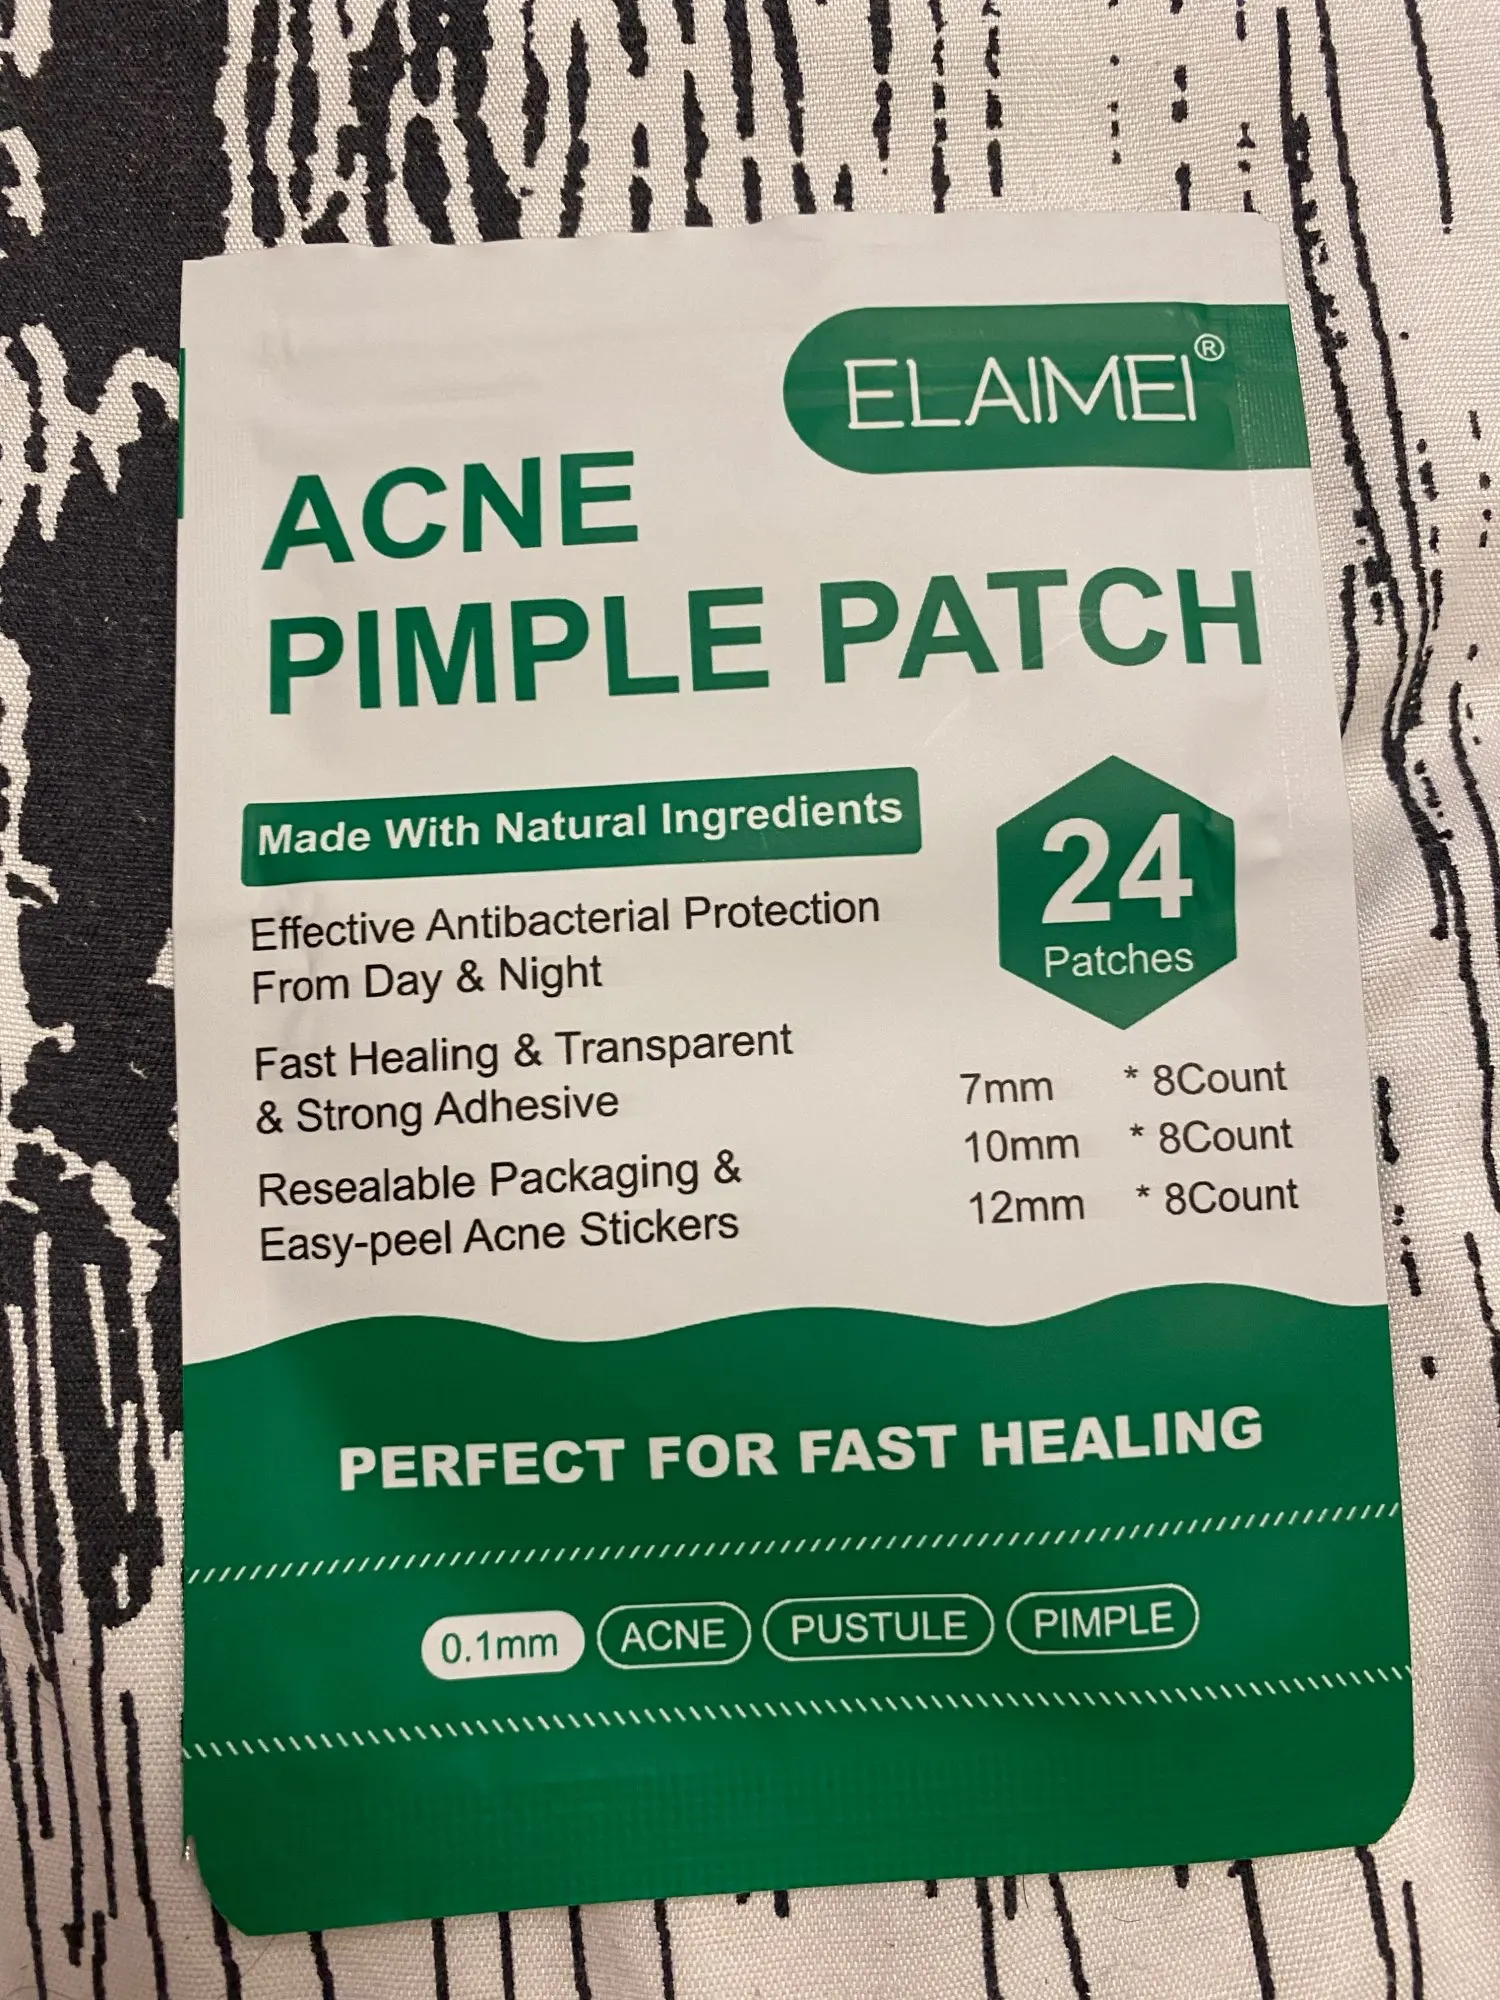 ELAIMEI®
ACNE
PIMPLE PATCH
Made With Natural Ingredients
Effective Antibacterial Protection
From Day & Night
Fast Healing & Transparent
& Strong Adhesive
Resealable Packaging &
Easy-peel Acne Stickers
24
Patches
7mm * 8Count
10mm * 8Count
12mm * 8Count
PERFECT FOR FAST HEALING
0.1mm ACNE PUSTULE PIMPLE